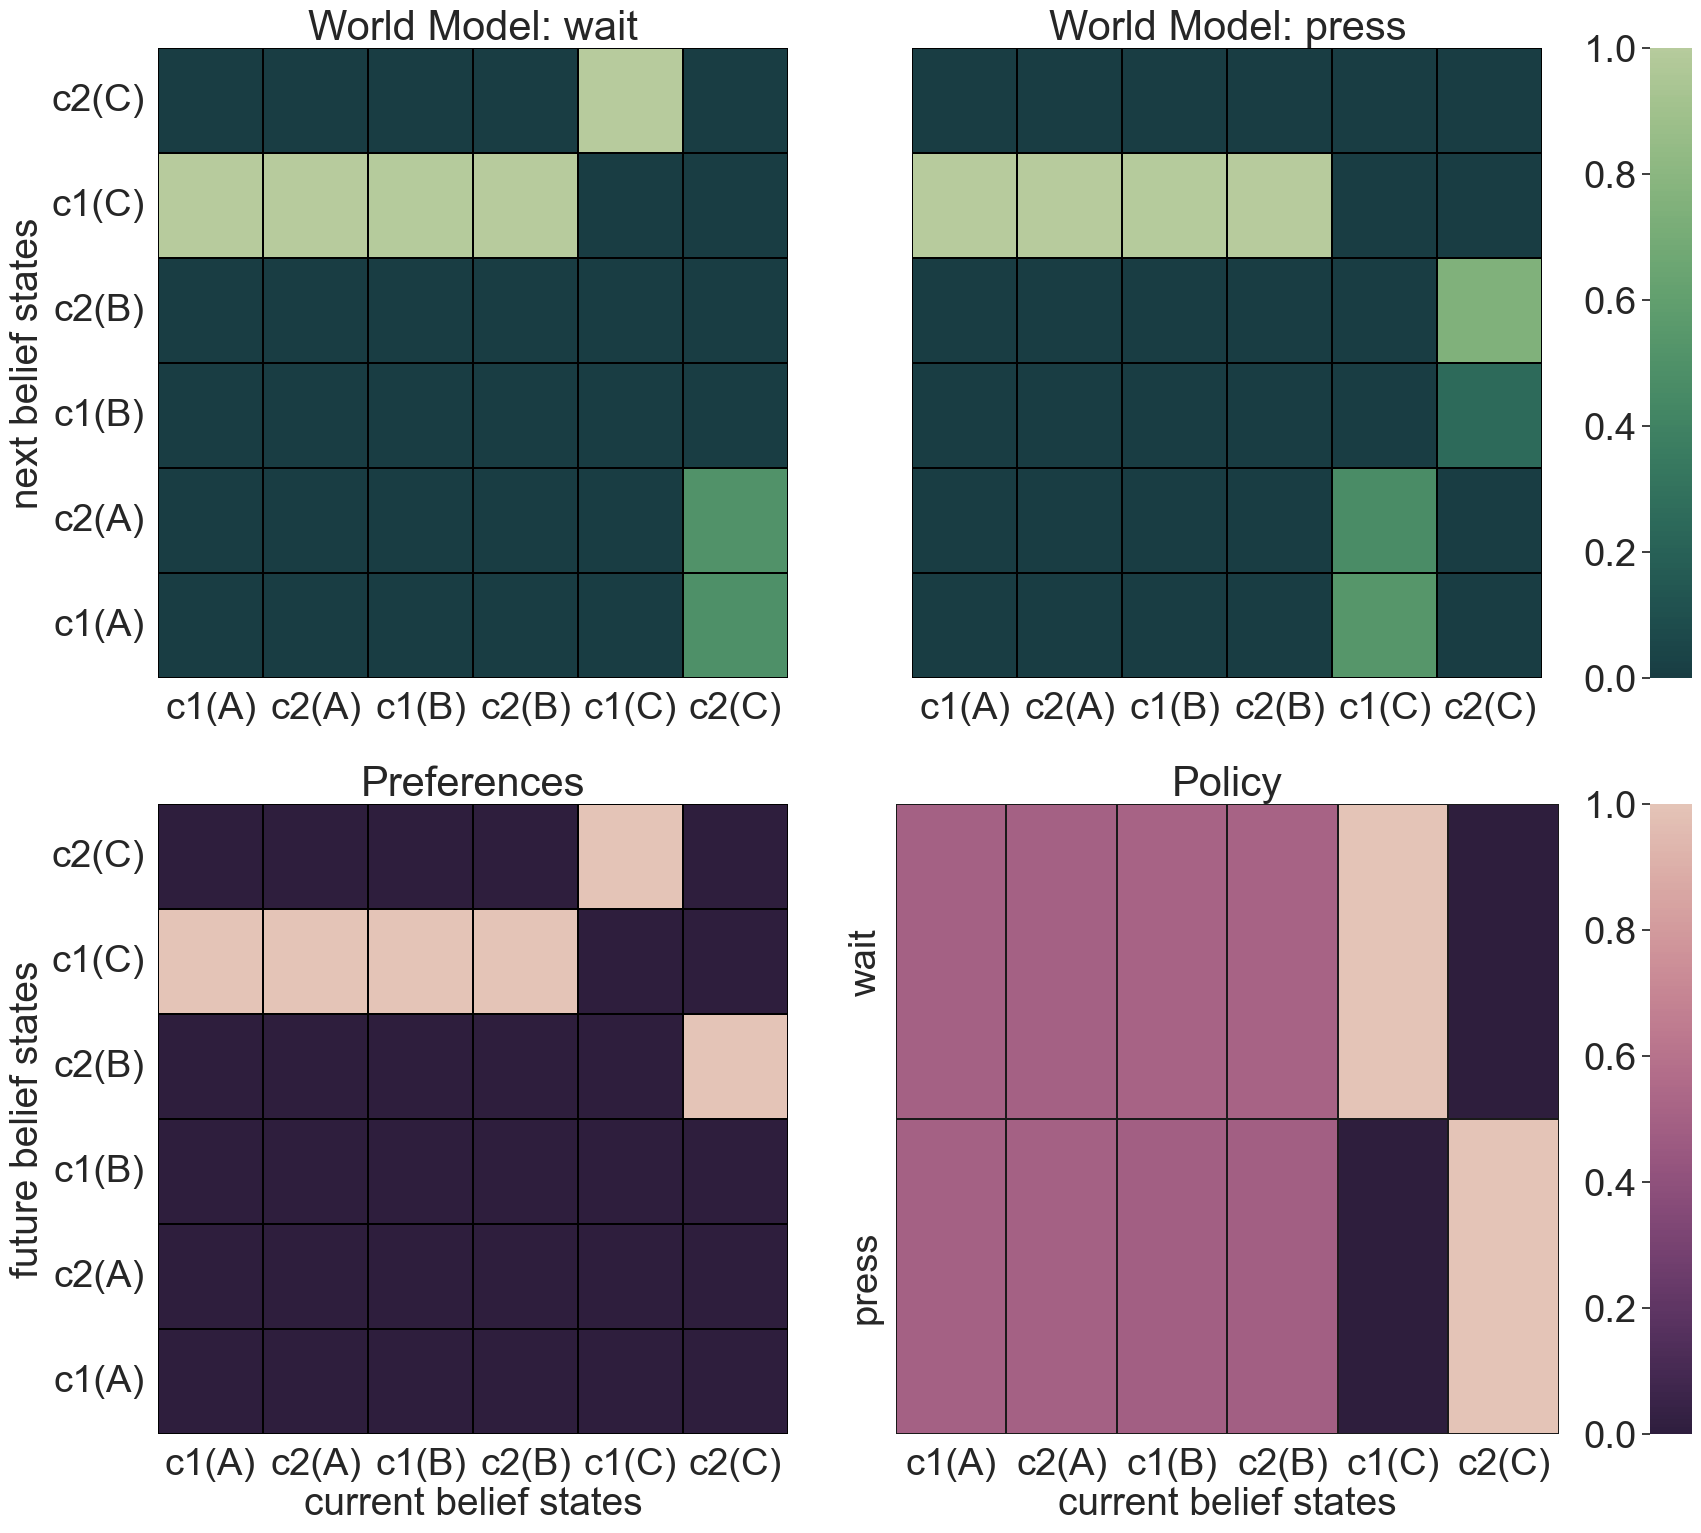 World Model: wait
World Model: press
next belief states
c2(C)
c1(C)
c2(B)
c1(B)
c2(A)
c1(A)
c1(A) c2(A) c1(B) c2(B) c1(C) c2(C)
c1(A) c2(A) c1(B) c2(B) c1(C) c2(C)
1.0
0.8
0.6
0.4
0.2
0.0
Preferences
Policy
future belief states
c2(C)
c1(C)
c2(B)
c1(B)
c2(A)
c1(A)
c1(A) c2(A) c1(B) c2(B) c1(C) c2(C)
current belief states
wait
press
c1(A) c2(A) c1(B) c2(B) c1(C) c2(C)
current belief states
1.0
0.8
0.6
0.4
0.2
0.0